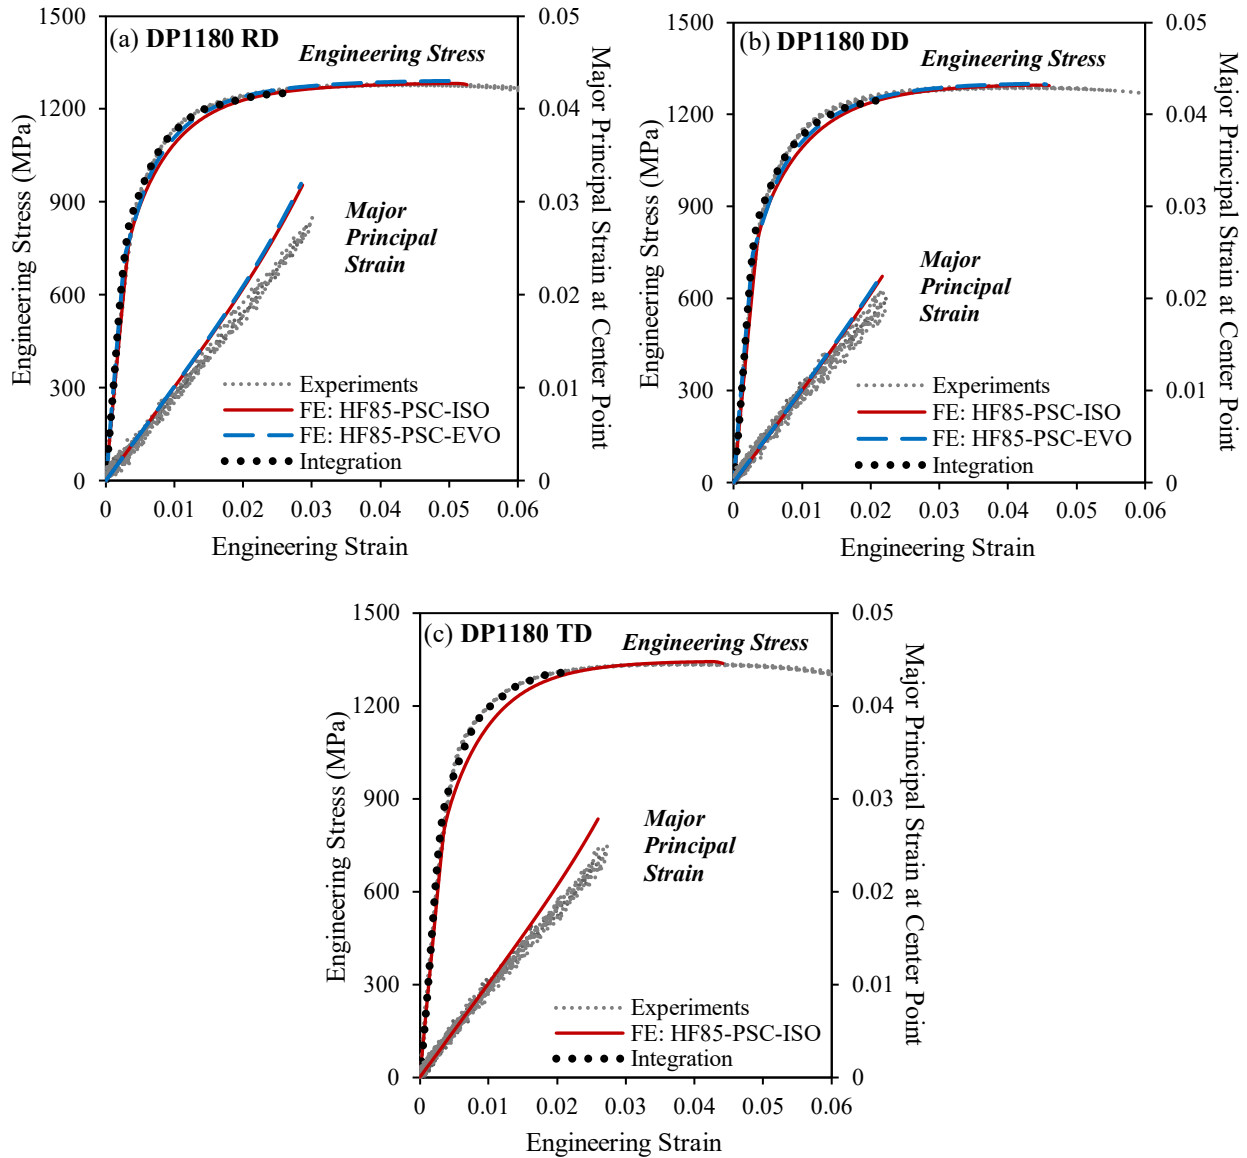 (a) DP1180 RD
Engineering Stress
Major
Principal
Strain
Experiments
FE: HF85-PSC-ISO
FE: HF85-PSC-EVO
Integration
Engineering Stress (MPa)
1500
1200
900
600
300
0
0 0.01 0.02 0.03 0.04 0.05 0.06
Engineering Strain
0.05
0.04
0.03
0.02
0.01
0
Major Principal Strain at Center Point
(b) DP1180 DD
Engineering Stress
Major
Principal
Strain
Experiments
FE: HF85-PSC-ISO
FE: HF85-PSC-EVO
Integration
Engineering Stress (MPa)
1500
1200
900
600
300
0
0 0.01 0.02 0.03 0.04 0.05 0.06
Engineering Strain
0.05
0.04
0.03
0.02
0.01
0
Major Principal Strain at Center Point
(c) DP1180 TD
Engineering Stress
Major
Principal
Strain
Experiments
FE: HF85-PSC-ISO
Integration
Engineering Stress (MPa)
1500
1200
900
600
300
0
0 0.01 0.02 0.03 0.04 0.05 0.06
Engineering Strain
0.05
0.04
0.03
0.02
0.01
0
Major Principal Strain at Center Point